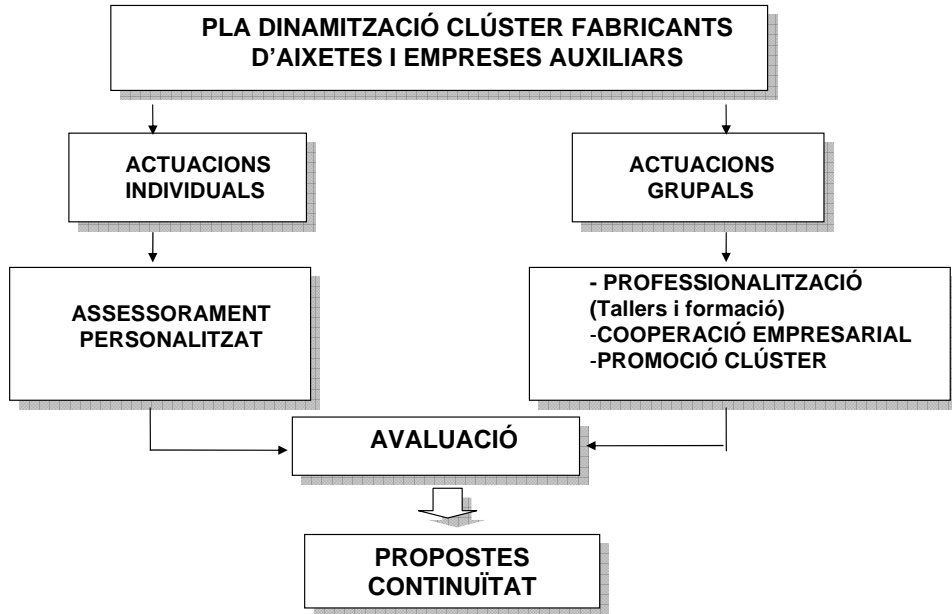 PLA DINAMITZACIÓ CLÚSTER FABRICANTS
D'AIXETES I EMPRESES AUXILIARS
ACTUACIONS
INDIVIDUALS
ACTUACIONS
GRUPALS
ASSESSORAMENT
PERSONALITZAT
- PROFESSIONALITZACIÓ
(Tallers i formació)
-COOPERACIÓ EMPRESARIAL
-PROMOCIÓ CLÚSTER
AVALUACIÓ
PROPOSTES
CONTINUÏTAT